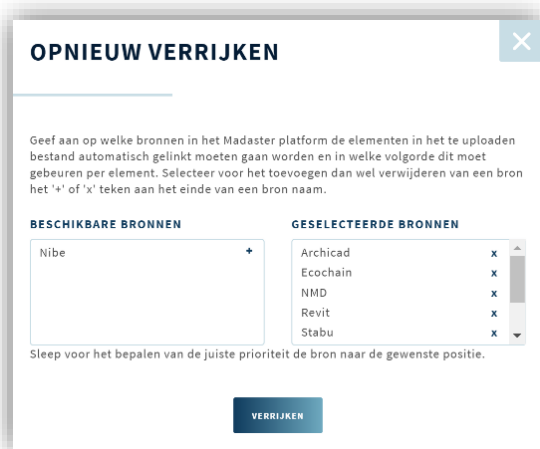 OPNIEUW VERRIJKEN
Geef aan op welke bronnen in het Madaster platform de elementen in het te uploaden
bestand automatisch gelinkt moeten gaan worden en in welke volgorde dit moet
gebeuren per element. Selecteer voor het toevoegen dan wel verwijderen van een bron
het '+' of 'x' teken aan het einde van een bron naam.
BESCHIKBARE BRONNEN
Nibe +
GESELECTEERDE BRONNEN
Archicad x
Ecochain x
NMD x
Revit x
Stabu x
Sleep voor het bepalen van de juiste prioriteit de bron naar de gewenste positie.
VERRIJKEN